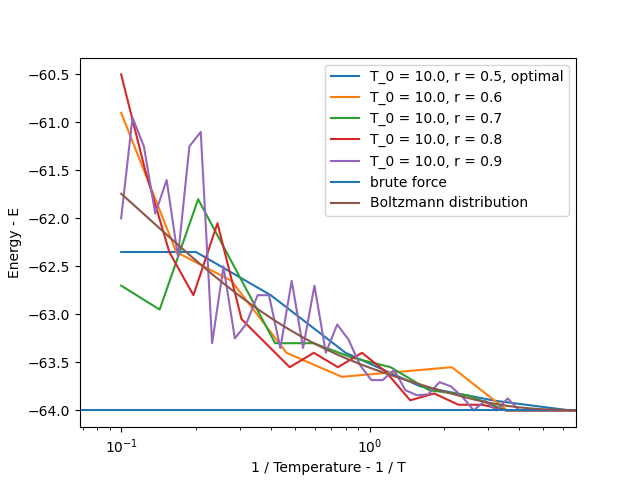 Energy - E
−60.5
−61.0
−61.5
−62.0
−62.5
−63.0
−63.5
−64.0
T_0 = 10.0, r = 0.5, optimal
T_0 = 10.0, r = 0.6
T_0 = 10.0, r = 0.7
T_0 = 10.0, r = 0.8
T_0 = 10.0, r = 0.9
brute force
Boltzmann distribution
10⁻¹
10⁰
1 / Temperature - 1 / T